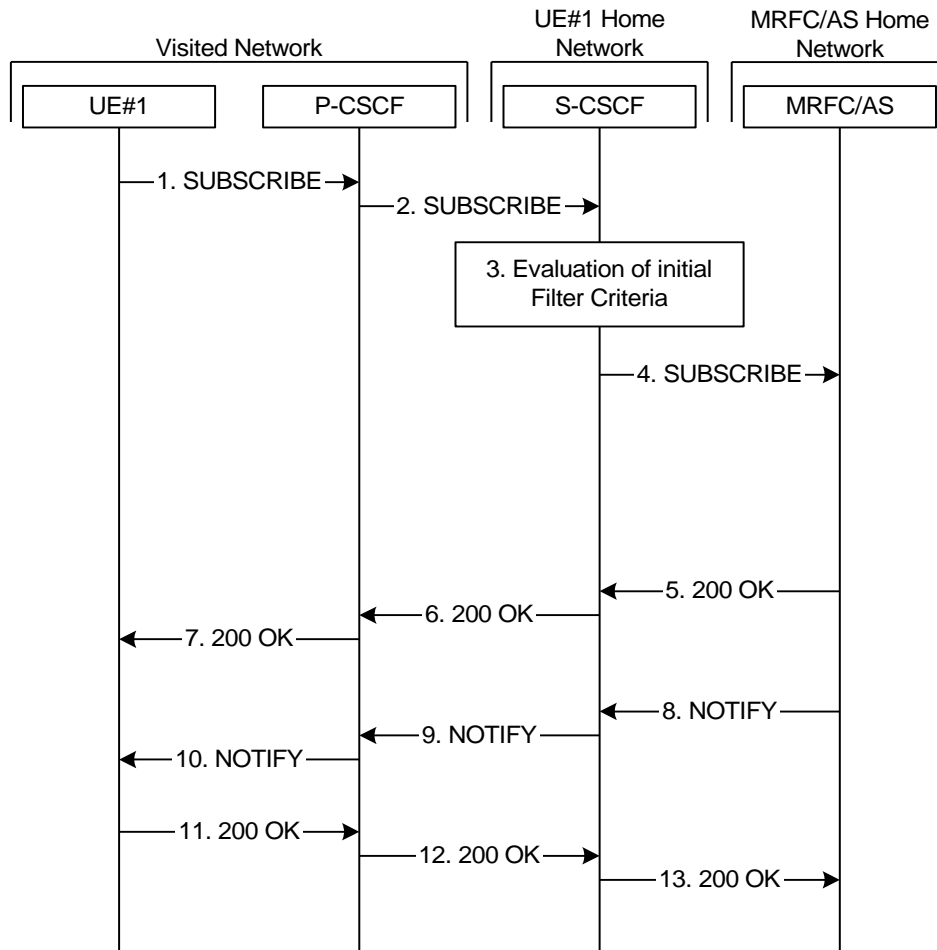 UE#1 Home
Network
MRFC/AS Home
Network
Visited Network
UE#1
P-CSCF
S-CSCF
MRFC/AS
1. SUBSCRIBE
2. SUBSCRIBE
3. Evaluation of initial
Filter Criteria
4. SUBSCRIBE
5. 200 OK
6. 200 OK
7. 200 OK
8. NOTIFY
9. NOTIFY
10. NOTIFY
11. 200 OK
12. 200 OK
13. 200 OK